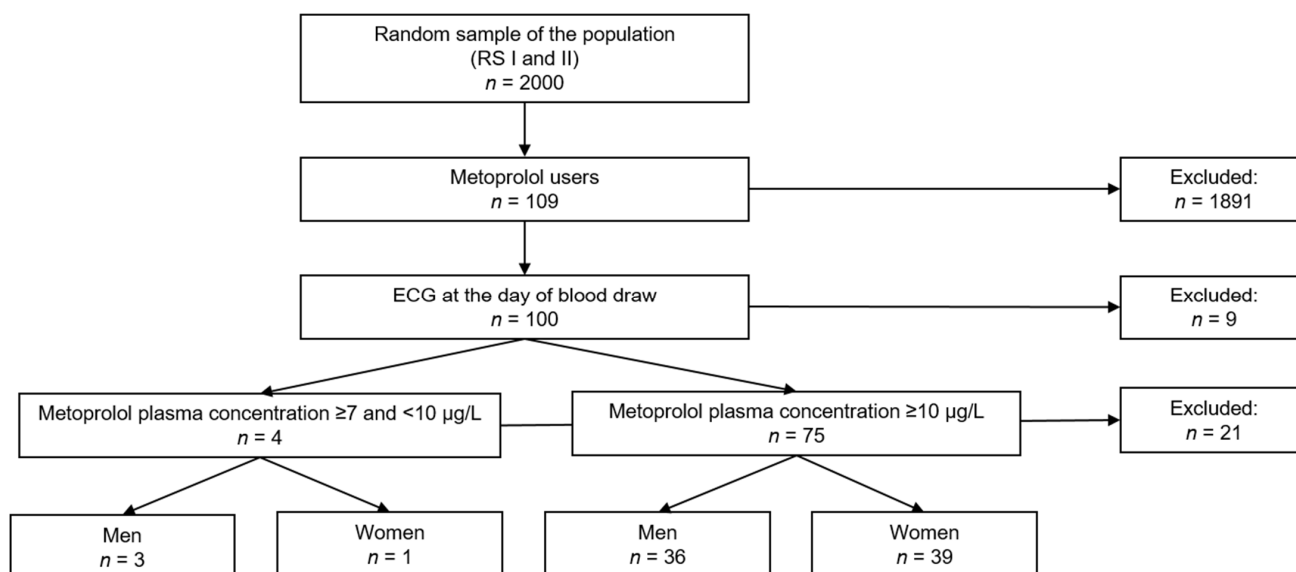 Random sample of the population
(RS I and II)
n = 2000
Metoprolol users
n = 109
Excluded:
n = 1891
ECG at the day of blood draw
n = 100
Excluded:
n = 9
Metoprolol plasma concentration ≥7 and <10 µg/L
n = 4
Metoprolol plasma concentration ≥10 µg/L
n = 75
Excluded:
n = 21
Men
n = 3
Women
n = 1
Men
n = 36
Women
n = 39